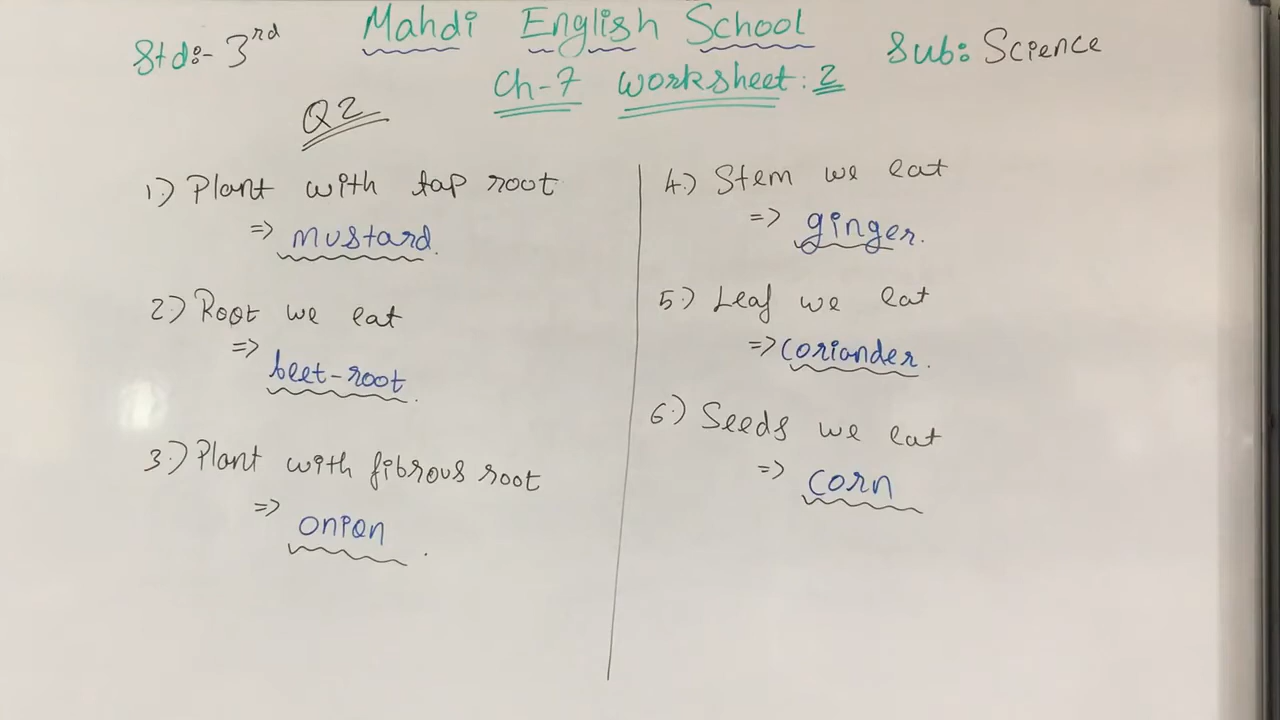 Std:- 3rd
Mahdi English School
Sub: Science
Ch-7 Worksheet: 2
Q2
1.) Plant with tap root
=> mustard.
2.) Root we eat
=> beet-root.
3.) Plant with fibrous root
=> onion.
4.) Stem we eat
=> ginger.
5.) Leaf we eat
=> coriander.
6.) Seeds we eat
=> corn